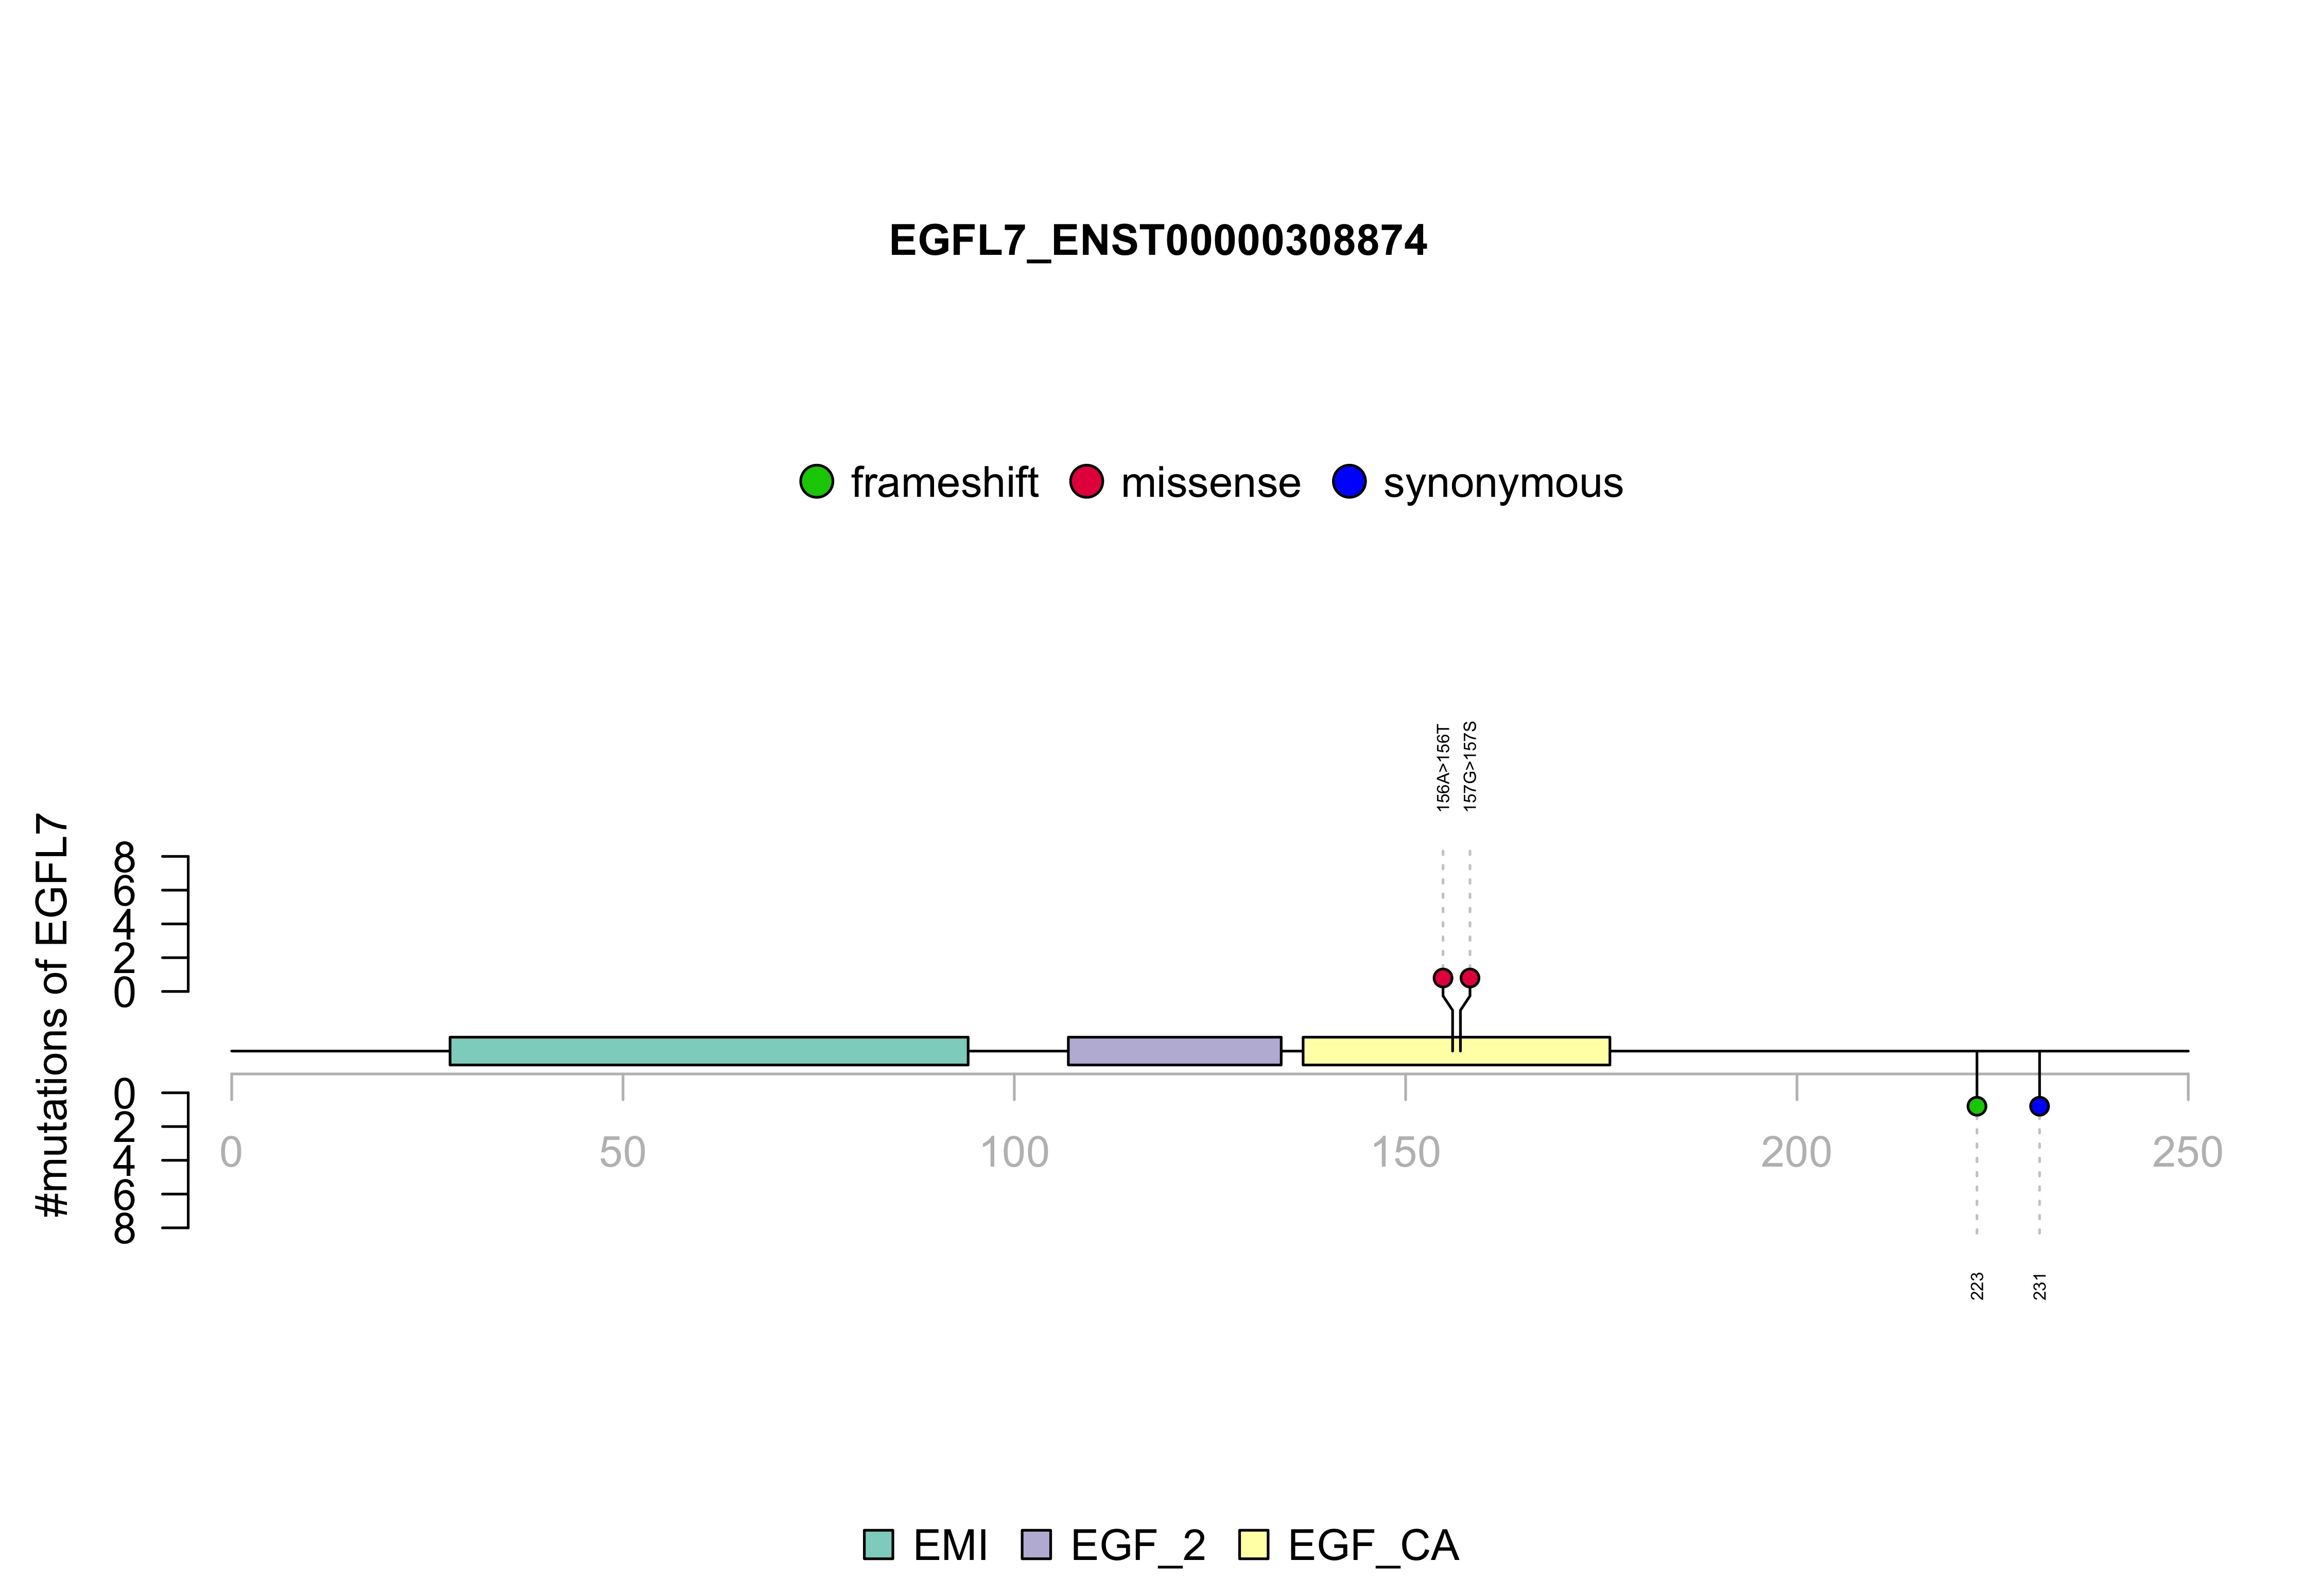 EGFL7_ENST00000308874
frameshift missense synonymous
156A>156T
157G>157S
#mutations of EGFL7
8
6
4
2
0
0
2
4
6
8
0 50 100 150 200 250
223
231
EMI EGF_2 EGF_CA